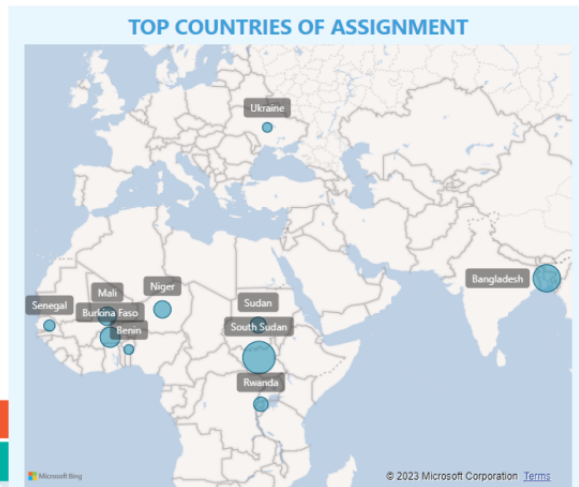 TOP COUNTRIES OF ASSIGNMENT
Ukraine
Bangladesh
Niger
Mali
Senegal
Burkina Faso
Sudan
Benin
South Sudan
Rwanda
Microsoft Bing
© 2023 Microsoft Corporation Terms